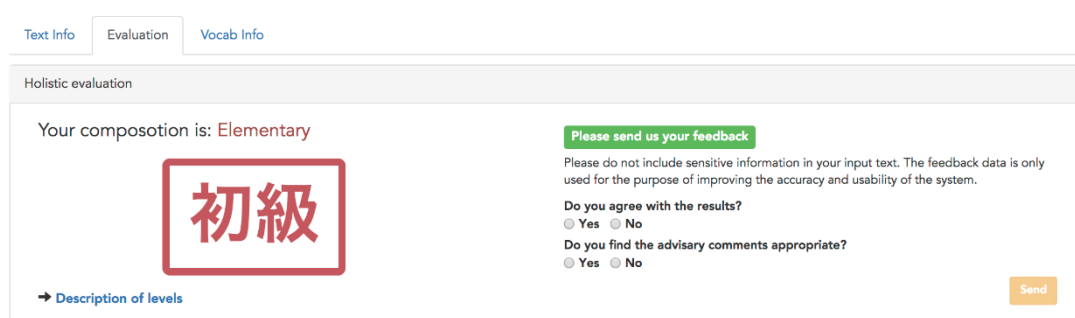 Text Info Evaluation Vocab Info
Holistic evaluation
Your composotion is: Elementary
初級
➔ Description of levels
Please send us your feedback
Please do not include sensitive information in your input text. The feedback data is only
used for the purpose of improving the accuracy and usability of the system.
Do you agree with the results?
Yes No
Do you find the advisary comments appropriate?
Yes No
Send